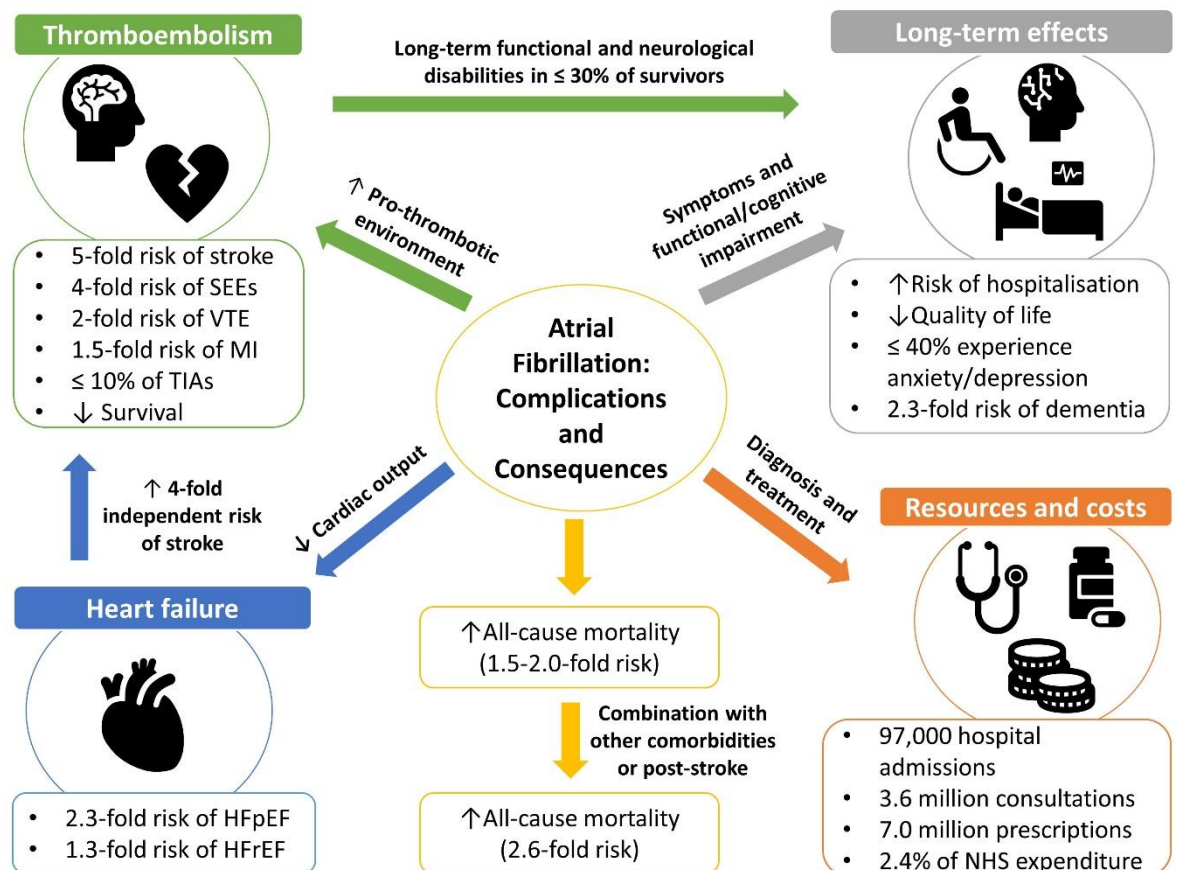 Thromboembolism
• 5-fold risk of stroke
• 4-fold risk of SEEs
• 2-fold risk of VTE
• 1.5-fold risk of MI
• ≤ 10% of TIAs
• ↓ Survival
Long-term functional and neurological
disabilities in ≤ 30% of survivors
Long-term effects
• ↑Risk of hospitalisation
• ↓Quality of life
• ≤ 40% experience
anxiety/depression
• 2.3-fold risk of dementia
↑ Pro-thrombotic
environment
Symptoms and
functional/cognitive
impairment
Atrial
Fibrillation:
Complications
and
Consequences
↑ 4-fold
independent risk
of stroke
↓ Cardiac output
Diagnosis and
treatment
Heart failure
• 2.3-fold risk of HFpEF
• 1.3-fold risk of HFrEF
↑All-cause mortality
(1.5-2.0-fold risk)
Combination with
other comorbidities
or post-stroke
↑All-cause mortality
(2.6-fold risk)
Resources and costs
• 97,000 hospital
admissions
• 3.6 million consultations
• 7.0 million prescriptions
• 2.4% of NHS expenditure